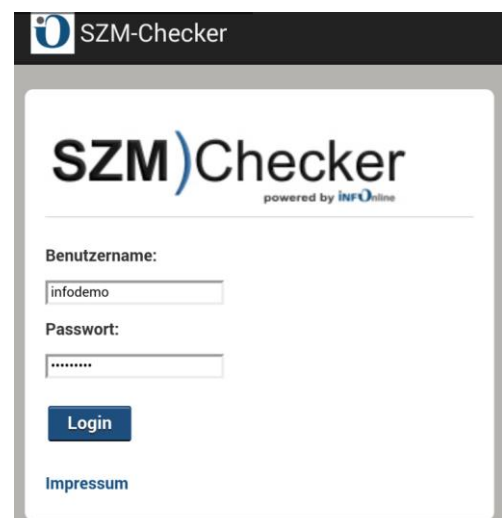 SZM-Checker
SZM)Checker
powered by INFOnline
Benutzername:
infodemo
Passwort:
•••••••••
Login
Impressum